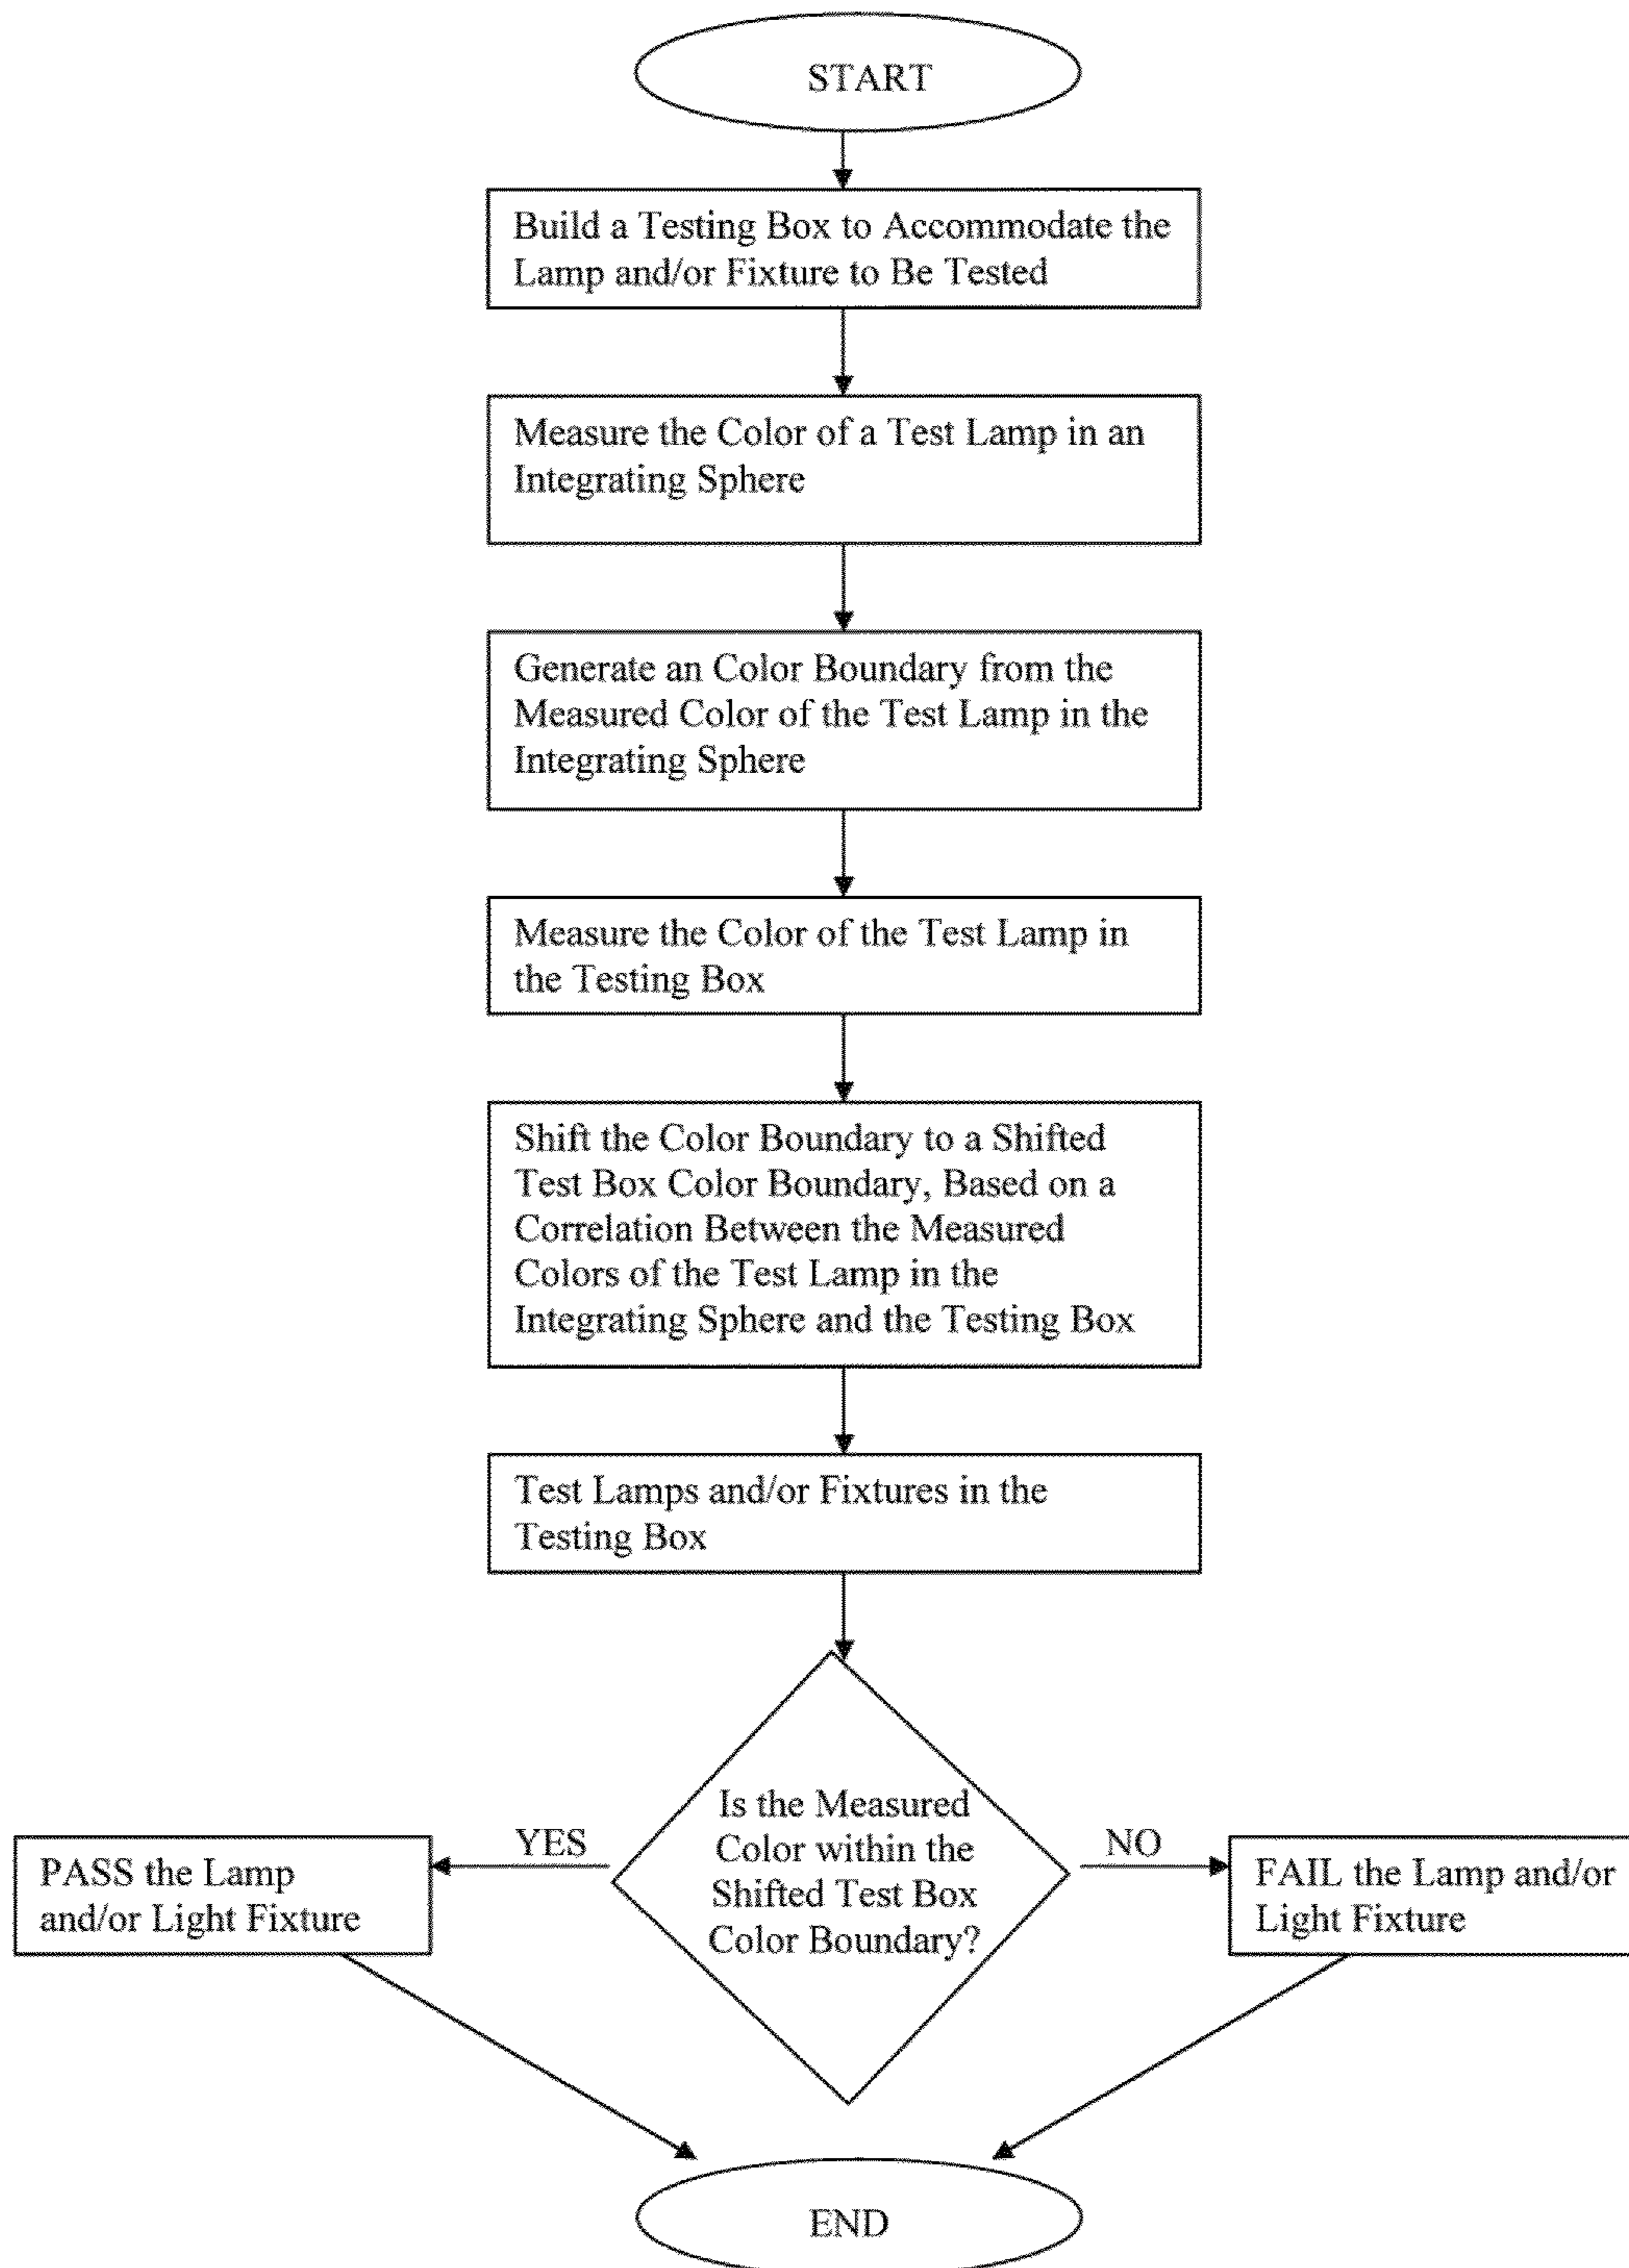 START
Build a Testing Box to Accommodate the
Lamp and/or Fixture to Be Tested
Measure the Color of a Test Lamp in an
Integrating Sphere
Generate an Color Boundary from the
Measured Color of the Test Lamp in the
Integrating Sphere
Measure the Color of the Test Lamp in
the Testing Box
Shift the Color Boundary to a Shifted
Test Box Color Boundary, Based on a
Correlation Between the Measured
Colors of the Test Lamp in the
Integrating Sphere and the Testing Box
Test Lamps and/or Fixtures in the
Testing Box
Is the Measured
Color within the
Shifted Test Box
Color Boundary?
YES
PASS the Lamp
and/or Light Fixture
NO
FAIL the Lamp and/or
Light Fixture
END